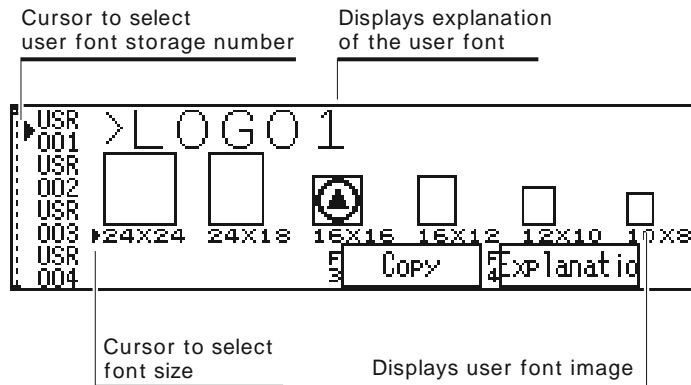 Cursor to select
user font storage number
Displays explanation
of the user font
USR
001
USR
002
USR
003
USR
004
>LOGO1
24X24 24X18 16X16 16X12 12X10 10X8
F3 Copy F4 Explanatio
Cursor to select
font size
Displays user font image